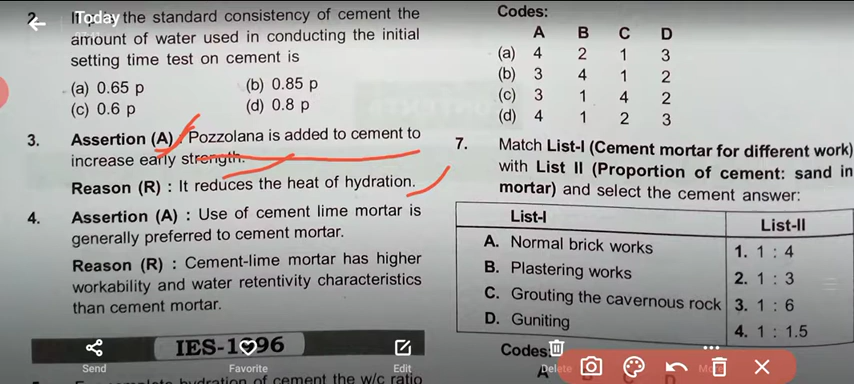 Today
2. If p is the standard consistency of cement the
amount of water used in conducting the initial
setting time test on cement is
(a) 0.65 p (b) 0.85 p
(c) 0.6 p (d) 0.8 p
3. Assertion (A) : Pozzolana is added to cement to
increase early strength.
Reason (R) : It reduces the heat of hydration.
4. Assertion (A) : Use of cement lime mortar is
generally preferred to cement mortar.
Reason (R) : Cement-lime mortar has higher
workability and water retentivity characteristics
than cement mortar.
IES-1996
Send Favorite Edit
of cement the w/c ratio
Codes:
A B C D
(a) 4 2 1 3
(b) 3 4 1 2
(c) 3 1 4 2
(d) 4 1 2 3
7. Match List-I (Cement mortar for different work)
with List II (Proportion of cement: sand in
mortar) and select the cement answer:
List-I List-II
A. Normal brick works 1. 1 : 4
B. Plastering works 2. 1 : 3
C. Grouting the cavernous rock 3. 1 : 6
D. Guniting 4. 1 : 1.5
Codes:
Delete
A